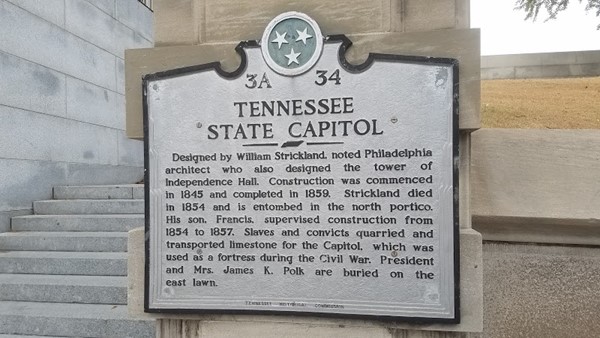 3A 34
TENNESSEE
STATE CAPITOL
Designed by William Strickland, noted Philadelphia
architect who also designed the tower of
Independence Hall. Construction was commenced
in 1845 and completed in 1859. Strickland died
in 1854 and is entombed in the north portico.
His son, Francis, supervised construction from
1854 to 1857. Slaves and convicts quarried and
transported limestone for the Capitol, which was
used as a fortress during the Civil War. President
and Mrs. James K. Polk are buried on the
east lawn.
TENNESSEE HISTORICAL COMMISSION